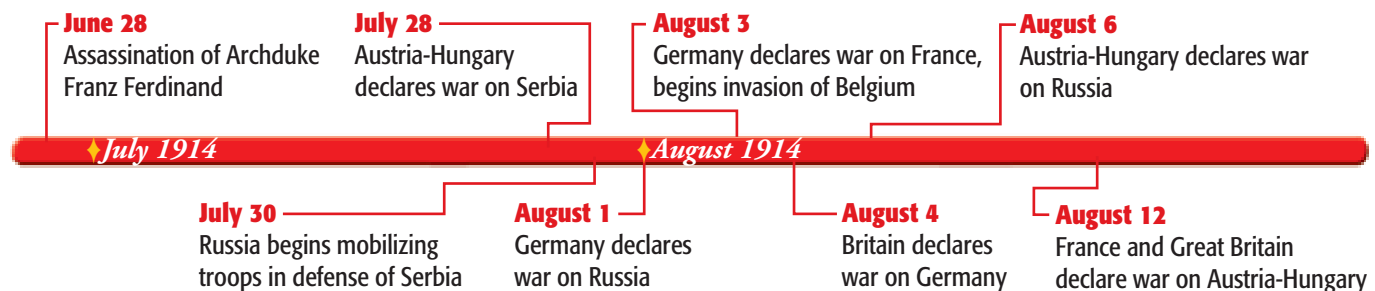 June 28
Assassination of Archduke
Franz Ferdinand
July 28
Austria-Hungary
declares war on Serbia
August 3
Germany declares war on France,
begins invasion of Belgium
August 6
Austria-Hungary declares war
on Russia
July 1914
August 1914
July 30
Russia begins mobilizing
troops in defense of Serbia
August 1
Germany declares
war on Russia
August 4
Britain declares
war on Germany
August 12
France and Great Britain
declare war on Austria-Hungary